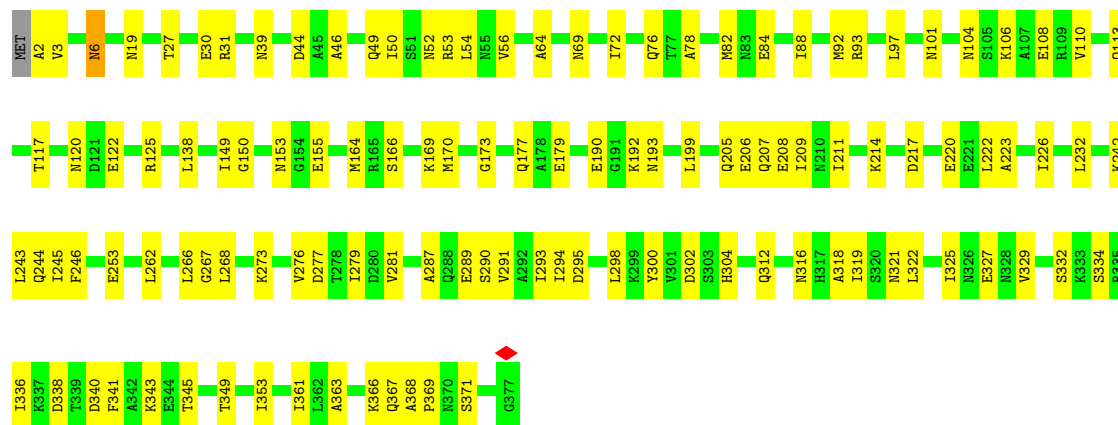 MET A2 V3 N6 N19 T27 E30 R31 N39 D44 A45 A46 Q49 I50 S51 N52 R53 L54 N55 V56 A64 N69 I72 Q76 T77 A78 M82 N83 E84 I88 M92 R93 L97 N101 N104 S105 K106 A107 E108 R109 V110
T117 N120 D121 E122 R125 L138 I149 G150 N153 G154 E155 M164 R165 S166 K169 M170 G173 Q177 A178 E179 E190 G191 K192 N193 L199 Q205 E206 Q207 E208 I209 N210 I211 K214 D217 E220 E221 L222 A223 I226 L232 K242
L243 Q244 I245 F246 E253 L262 L266 G267 L268 K273 V276 D277 T278 I279 D280 V281 A287 Q288 E289 S290 V291 A292 I293 I294 D295 L298 K299 Y300 V301 D302 S303 H304 Q312 N316 H317 A318 I319 S320 N321 L322 I325 N326 E327 N328 V329 S332 K333 S334
I336 K337 D338 T339 D340 F341 A342 K343 E344 T345 T349 I353 I361 L362 A363 K366 Q367 A368 P369 N370 S371 G377